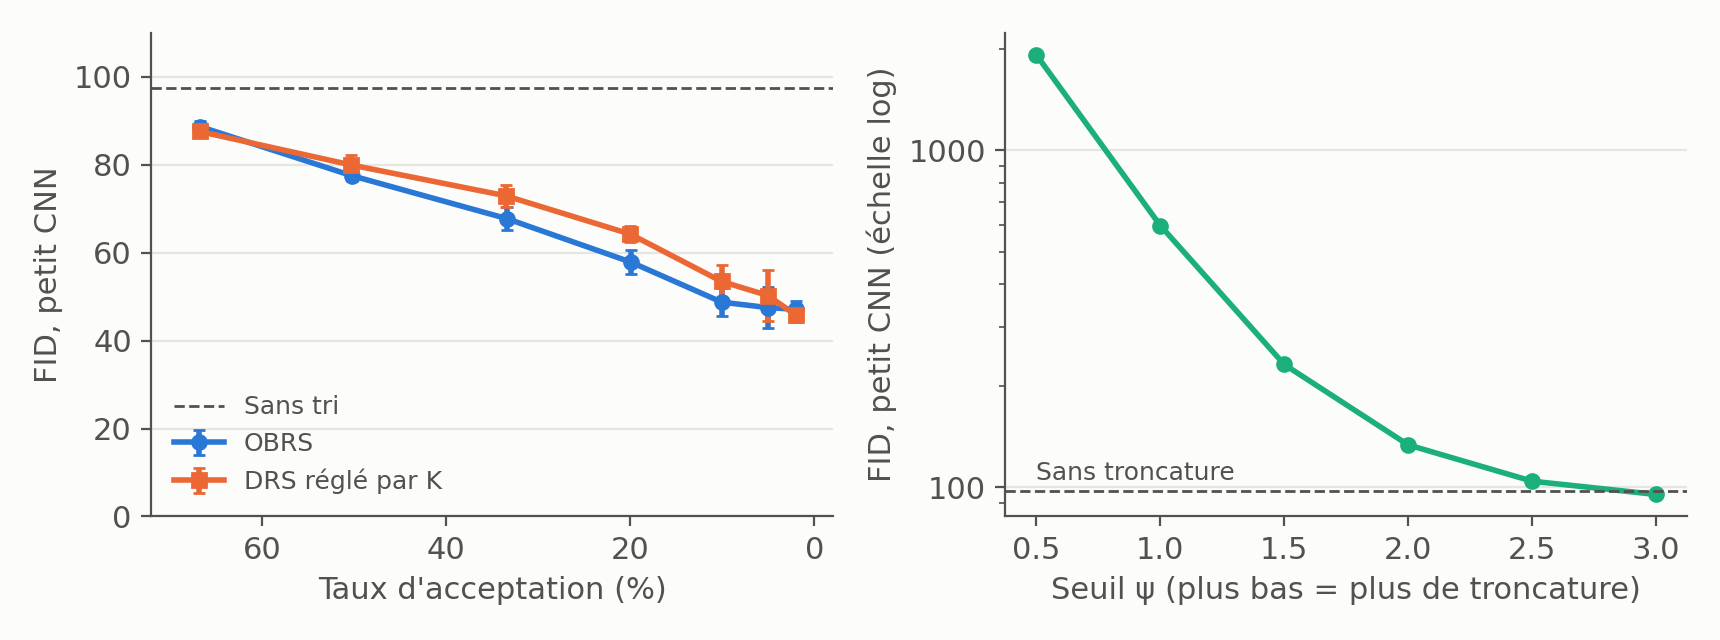 100
80
60
40
20
0
FID, petit CNN
Sans tri
OBRS
DRS réglé par K
60
40
20
0
Taux d'acceptation (%)
1000
100
FID, petit CNN (échelle log)
Sans troncature
0.5
1.0
1.5
2.0
2.5
3.0
Seuil ψ (plus bas = plus de troncature)